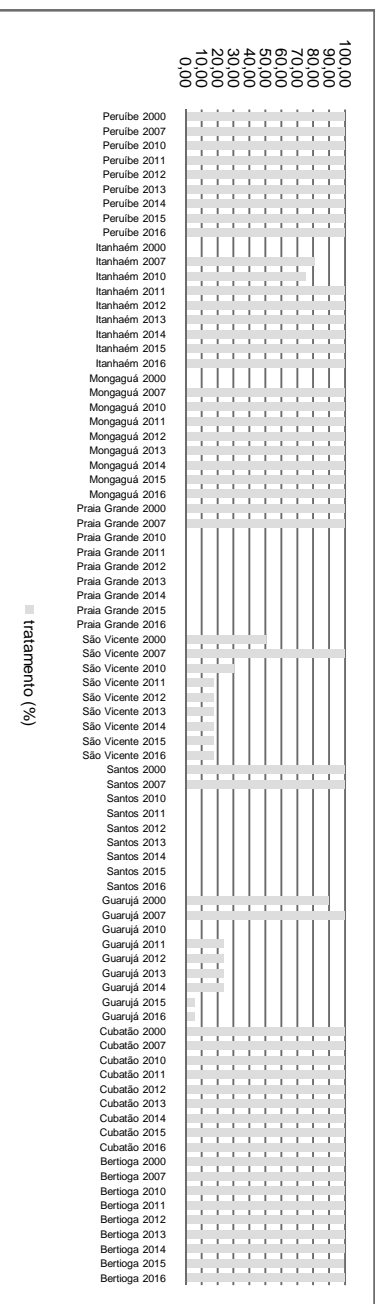 100,00
90,00
80,00
70,00
60,00
50,00
40,00
30,00
20,00
10,00
0,00
Peruíbe 2000
Peruíbe 2007
Peruíbe 2010
Peruíbe 2011
Peruíbe 2012
Peruíbe 2013
Peruíbe 2014
Peruíbe 2015
Peruíbe 2016
Itanhaém 2000
Itanhaém 2007
Itanhaém 2010
Itanhaém 2011
Itanhaém 2012
Itanhaém 2013
Itanhaém 2014
Itanhaém 2015
Itanhaém 2016
Mongaguá 2000
Mongaguá 2007
Mongaguá 2010
Mongaguá 2011
Mongaguá 2012
Mongaguá 2013
Mongaguá 2014
Mongaguá 2015
Mongaguá 2016
Praia Grande 2000
Praia Grande 2007
Praia Grande 2010
Praia Grande 2011
Praia Grande 2012
Praia Grande 2013
Praia Grande 2014
Praia Grande 2015
Praia Grande 2016
São Vicente 2000
São Vicente 2007
São Vicente 2010
São Vicente 2011
São Vicente 2012
São Vicente 2013
São Vicente 2014
São Vicente 2015
São Vicente 2016
Santos 2000
Santos 2007
Santos 2010
Santos 2011
Santos 2012
Santos 2013
Santos 2014
Santos 2015
Santos 2016
Guarujá 2000
Guarujá 2007
Guarujá 2010
Guarujá 2011
Guarujá 2012
Guarujá 2013
Guarujá 2014
Guarujá 2015
Guarujá 2016
Cubatão 2000
Cubatão 2007
Cubatão 2010
Cubatão 2011
Cubatão 2012
Cubatão 2013
Cubatão 2014
Cubatão 2015
Cubatão 2016
Bertioga 2000
Bertioga 2007
Bertioga 2010
Bertioga 2011
Bertioga 2012
Bertioga 2013
Bertioga 2014
Bertioga 2015
Bertioga 2016
tratamento (%)